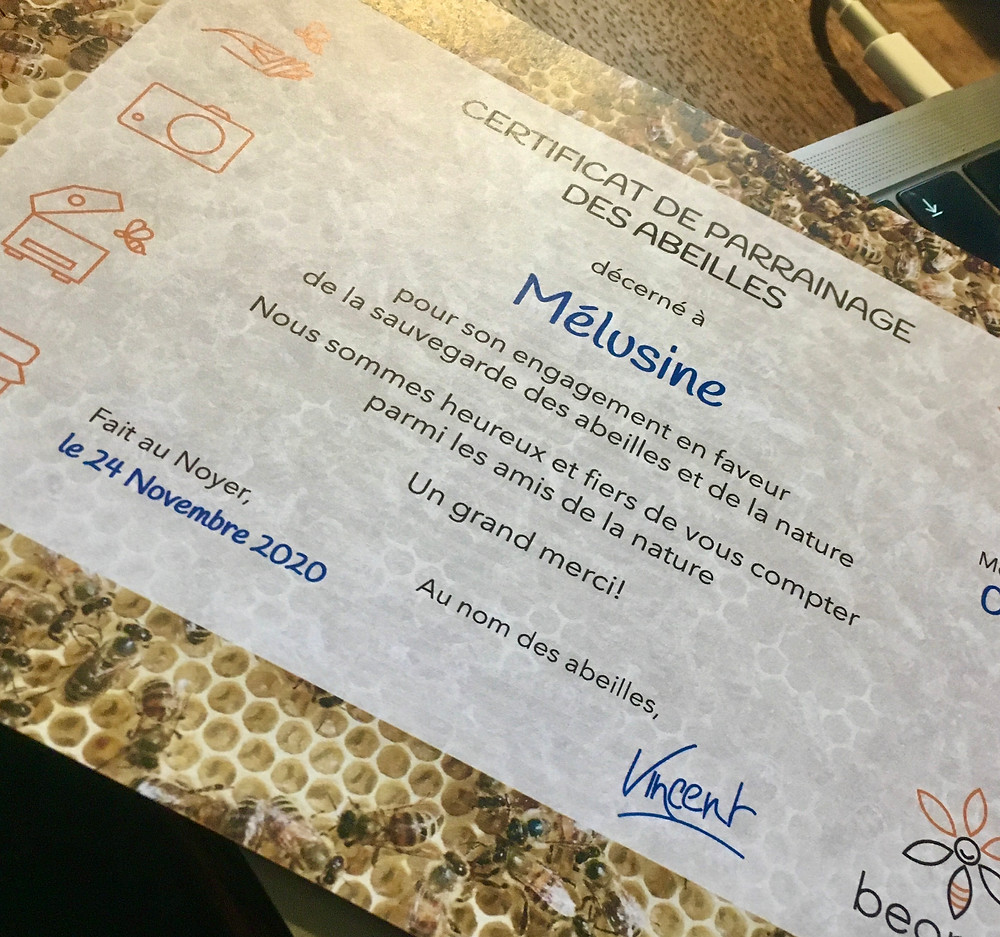 CERTIFICAT DE PARRAINAGE
DES ABEILLES
décerné à
Mélusine
pour son engagement en faveur
de la sauvegarde des abeilles et de la nature
Nous sommes heureux et fiers de vous compter
parmi les amis de la nature
Un grand merci!
Fait au Noyer,
le 24 Novembre 2020
Au nom des abeilles,
Vincent